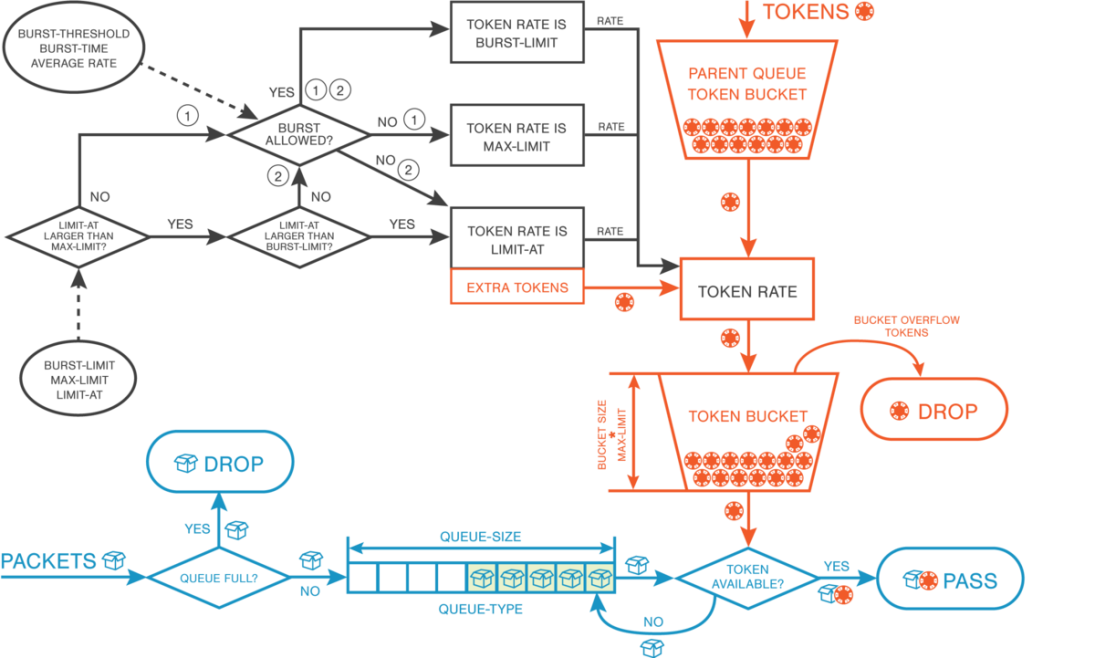 BURST-THRESHOLD
BURST-TIME
AVERAGE RATE
TOKEN RATE IS
BURST-LIMIT
RATE
TOKENS
PARENT QUEUE
TOKEN BUCKET
YES 1 2
1
BURST
ALLOWED?
NO 1
TOKEN RATE IS
MAX-LIMIT
RATE
NO
2
2
NO
NO
LIMIT-AT
LARGER THAN
MAX-LIMIT?
YES
LIMIT-AT
LARGER THAN
BURST-LIMIT?
YES
TOKEN RATE IS
LIMIT-AT
RATE
EXTRA TOKENS
TOKEN RATE
BURST-LIMIT
MAX-LIMIT
LIMIT-AT
BUCKET OVERFLOW
TOKENS
DROP
BUCKET SIZE
*
MAX-LIMIT
TOKEN BUCKET
DROP
YES
PACKETS
QUEUE FULL?
NO
QUEUE-SIZE
QUEUE-TYPE
TOKEN
AVAILABLE?
YES
PASS
NO